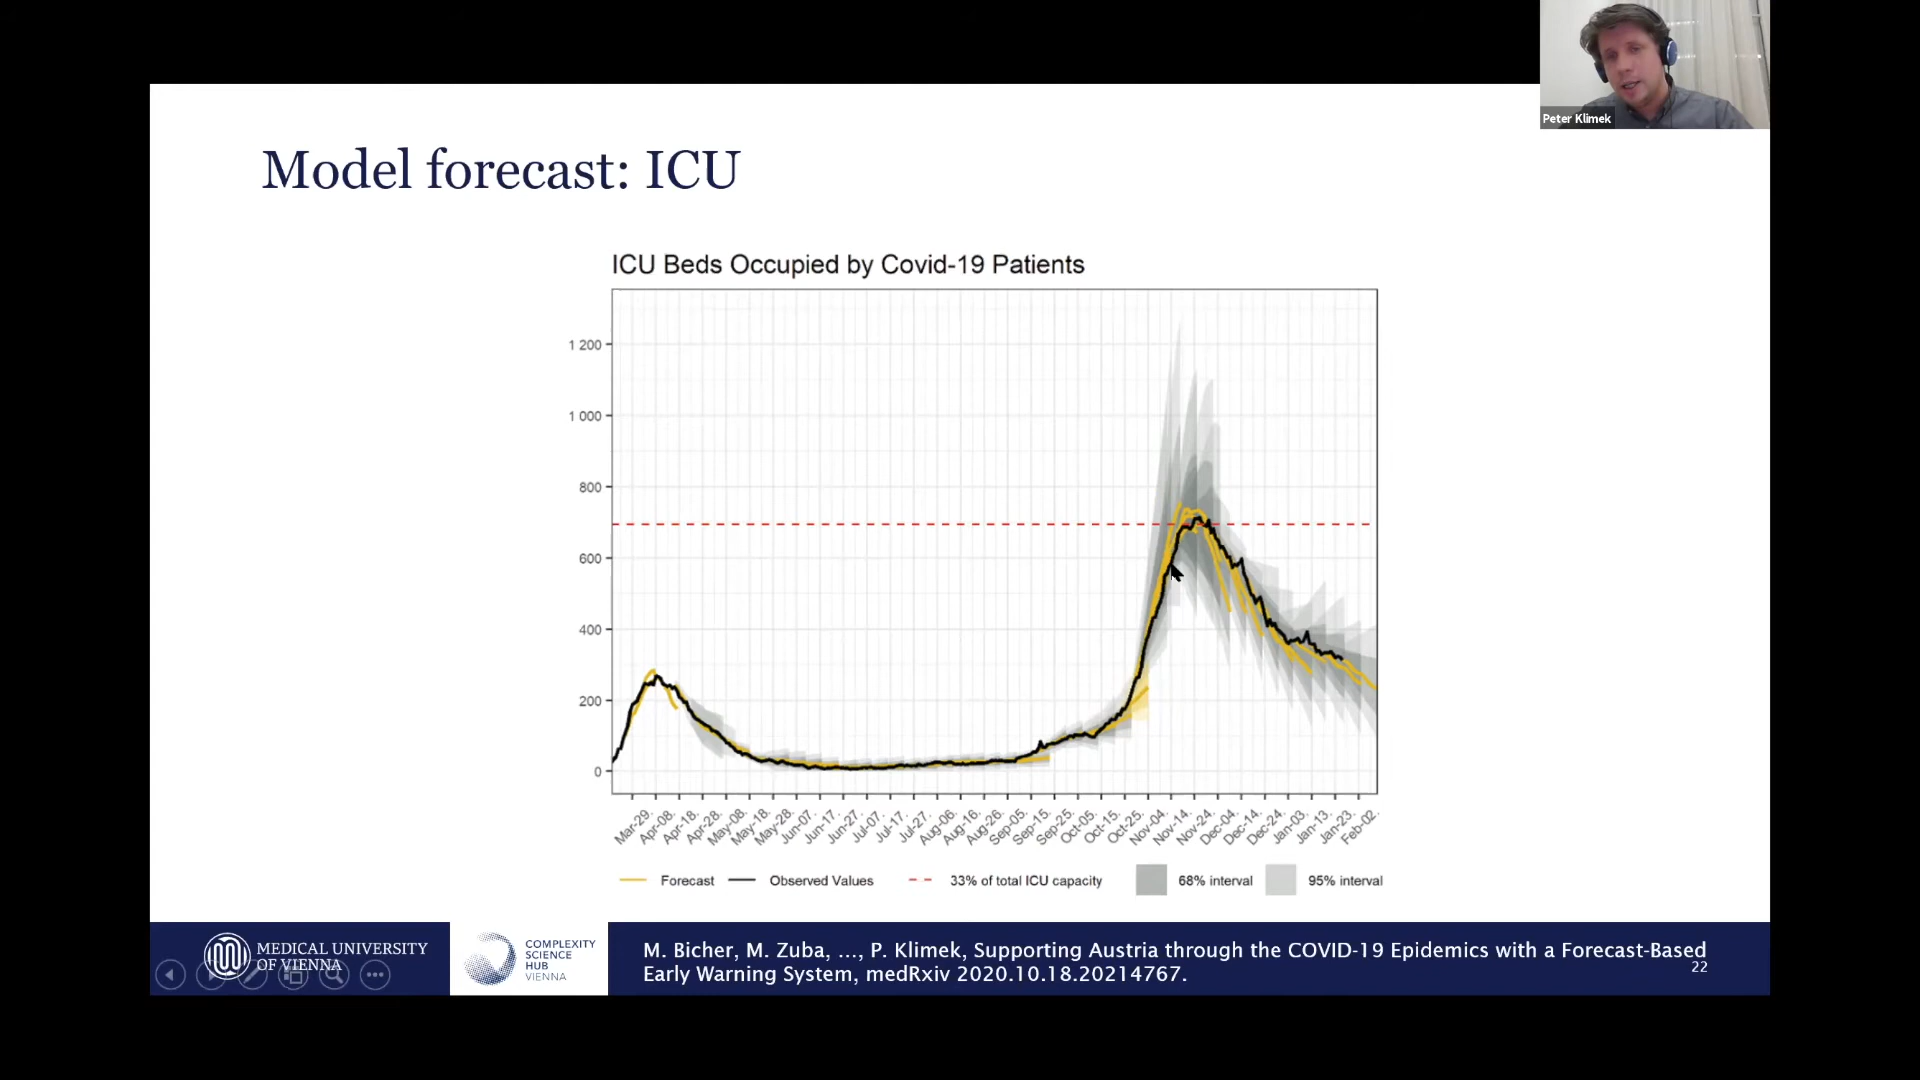 Peter Klimek
Model forecast: ICU
ICU Beds Occupied by Covid-19 Patients
1 200
1 000
800
600
400
200
0
Mar-29.
Apr-08.
Apr-18.
Apr-28.
May-08.
May-18.
May-28.
Jun-07.
Jun-17.
Jun-27.
Jul-07.
Jul-17.
Jul-27.
Aug-06.
Aug-16.
Aug-26.
Sep-05.
Sep-15.
Sep-25.
Oct-05.
Oct-15.
Oct-25.
Nov-04.
Nov-14.
Nov-24.
Dec-04.
Dec-14.
Dec-24.
Jan-03.
Jan-13.
Jan-23.
Feb-02.
Forecast
Observed Values
33% of total ICU capacity
68% interval
95% interval
MEDICAL UNIVERSITY
OF VIENNA
COMPLEXITY
SCIENCE
HUB
VIENNA
M. Bicher, M. Zuba, ..., P. Klimek, Supporting Austria through the COVID-19 Epidemics with a Forecast-Based
Early Warning System, medRxiv 2020.10.18.20214767.
22